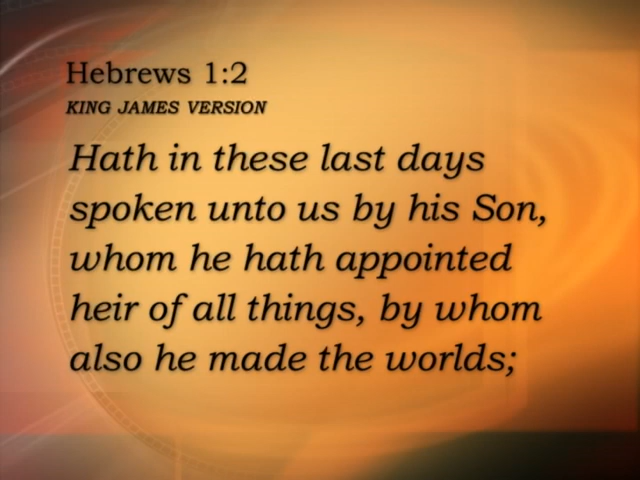 Hebrews 1:2
KING JAMES VERSION
Hath in these last days
spoken unto us by his Son,
whom he hath appointed
heir of all things, by whom
also he made the worlds;